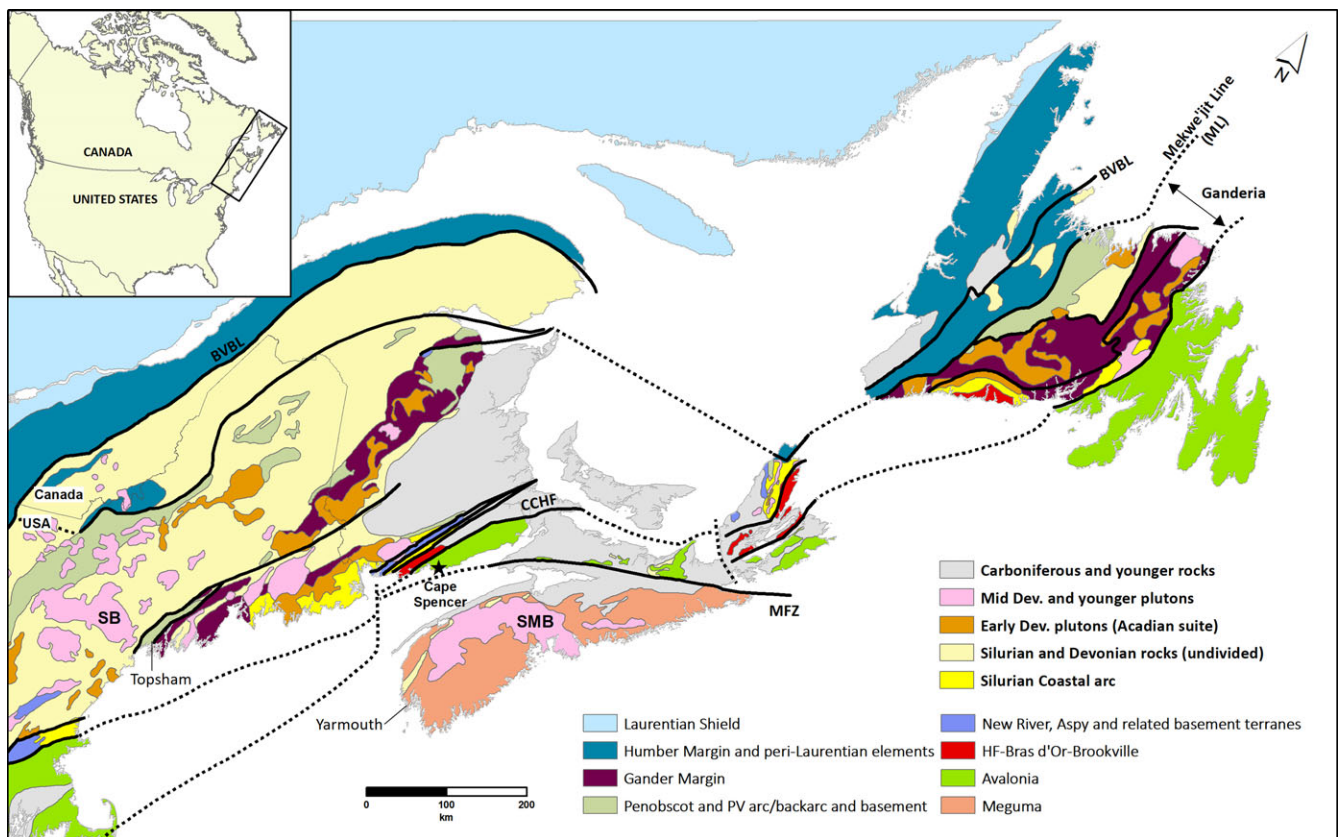 CANADA
UNITED STATES
N
Mekwe'jit Line
(ML)
BVBL
Ganderia
BVBL
Canada
USA
CCHF
Cape
Spencer
MFZ
SB
SMB
Topsham
Yarmouth
0 100 200
km
Carboniferous and younger rocks
Mid Dev. and younger plutons
Early Dev. plutons (Acadian suite)
Silurian and Devonian rocks (undivided)
Silurian Coastal arc
Laurentian Shield
Humber Margin and peri-Laurentian elements
Gander Margin
Penobscot and PV arc/backarc and basement
New River, Aspy and related basement terranes
HF-Bras d'Or-Brookville
Avalonia
Meguma